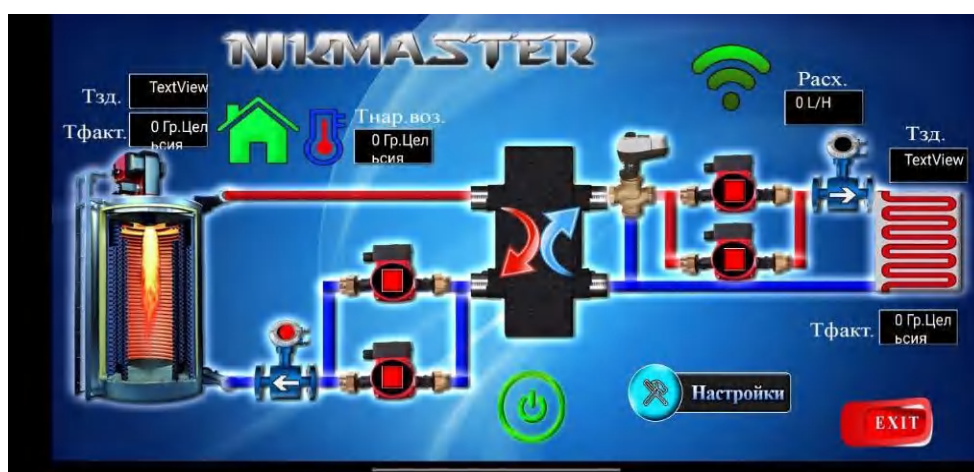 NIKMASTER
Тзд.
TextView
Тфакт.
0 Гр.Цел
ьсия
Тнар.воз.
0 Гр.Цел
ьсия
Расх.
0 L/H
Тзд.
TextView
Тфакт.
0 Гр.Цел
ьсия
Настройки
EXIT